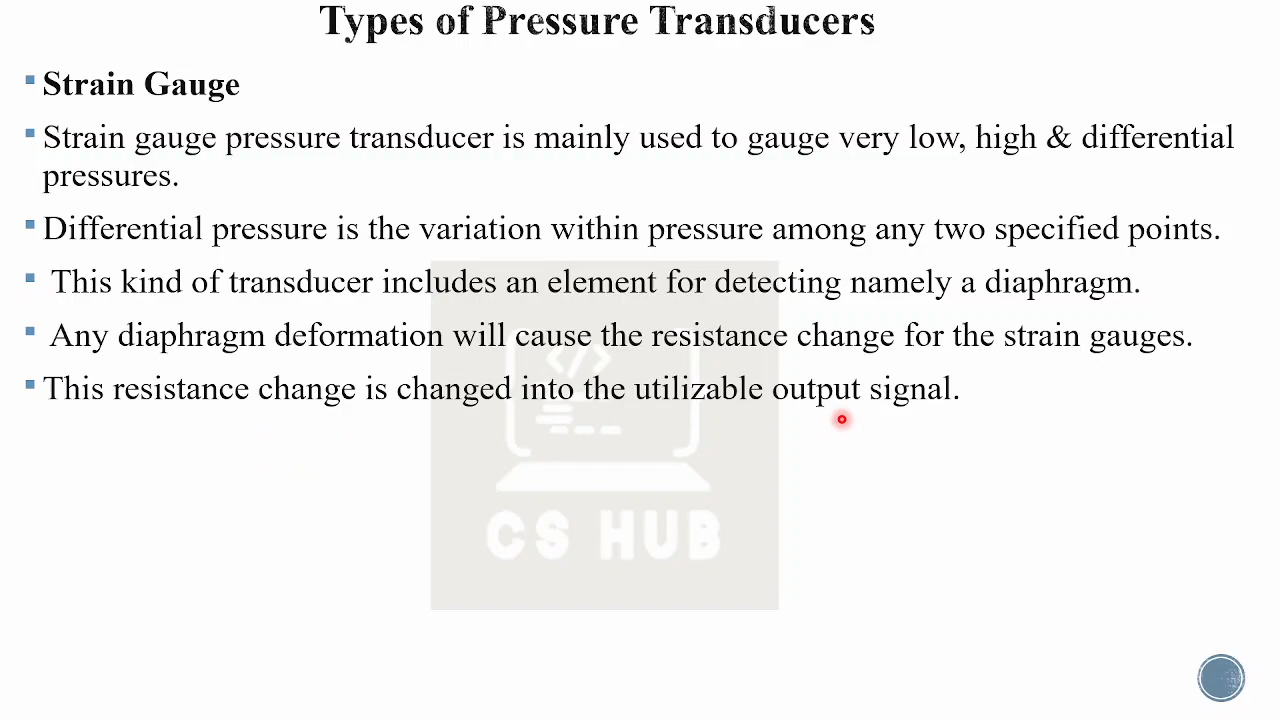 Types of Pressure Transducers
Strain Gauge
Strain gauge pressure transducer is mainly used to gauge very low, high & differential
pressures.
Differential pressure is the variation within pressure among any two specified points.
This kind of transducer includes an element for detecting namely a diaphragm.
Any diaphragm deformation will cause the resistance change for the strain gauges.
This resistance change is changed into the utilizable output signal.
</>
CS HUB